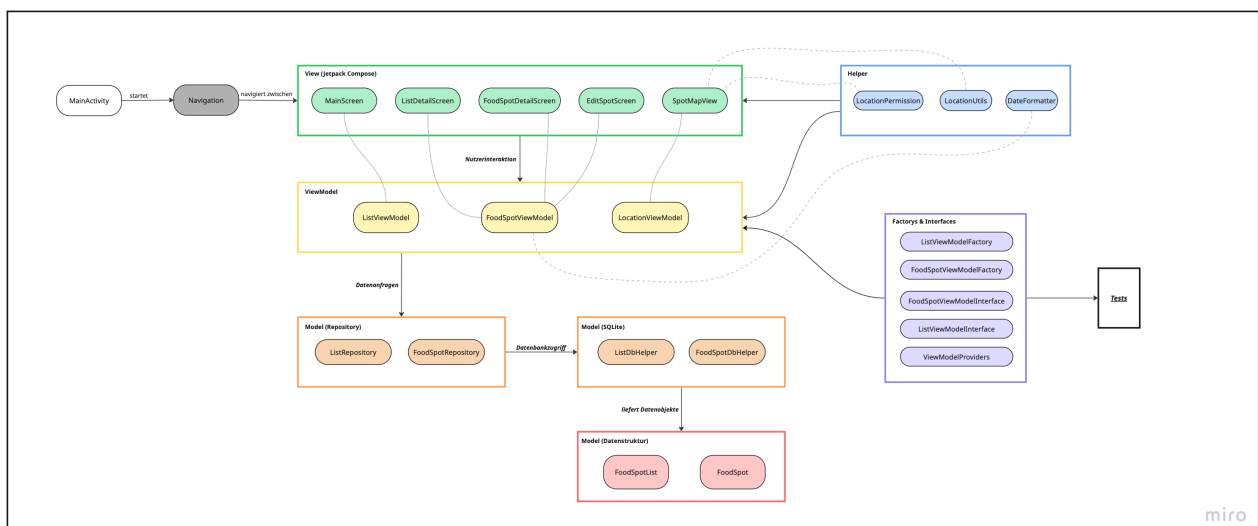 MainActivity
startet
Navigation
navigiert zwischen
View (Jetpack Compose)
MainScreen
ListDetailScreen
FoodSpotDetailScreen
EditSpotScreen
SpotMapView
Helper
LocationPermission
LocationUtils
DateFormatter
Nutzerinteraktion
ViewModel
ListViewModel
FoodSpotViewModel
LocationViewModel
Factorys & Interfaces
ListViewModelFactory
FoodSpotViewModelFactory
FoodSpotViewModelInterface
ListViewModelInterface
ViewModelProviders
Tests
Datenanfragen
Model (Repository)
ListRepository
FoodSpotRepository
Datenbankzugriff
Model (SQLite)
ListDbHelper
FoodSpotDbHelper
liefert Datenobjekte
Model (Datenstruktur)
FoodSpotList
FoodSpot
miro